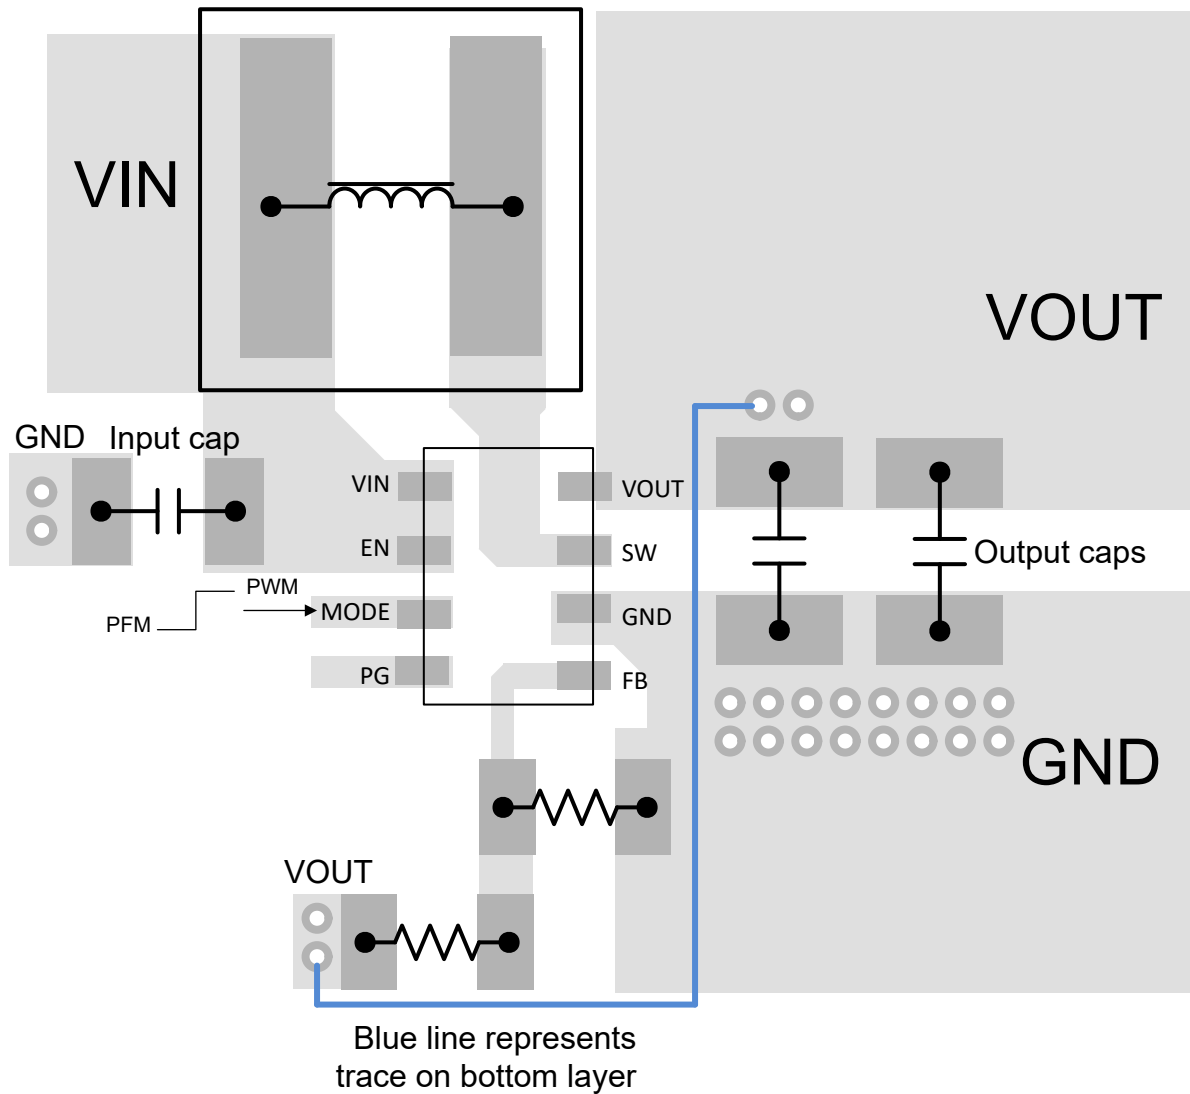 VIN
VOUT
GND
Input cap
VIN
VOUT
EN
SW
Output caps
PWM
PFM
MODE
GND
PG
FB
GND
VOUT
Blue line represents
trace on bottom layer